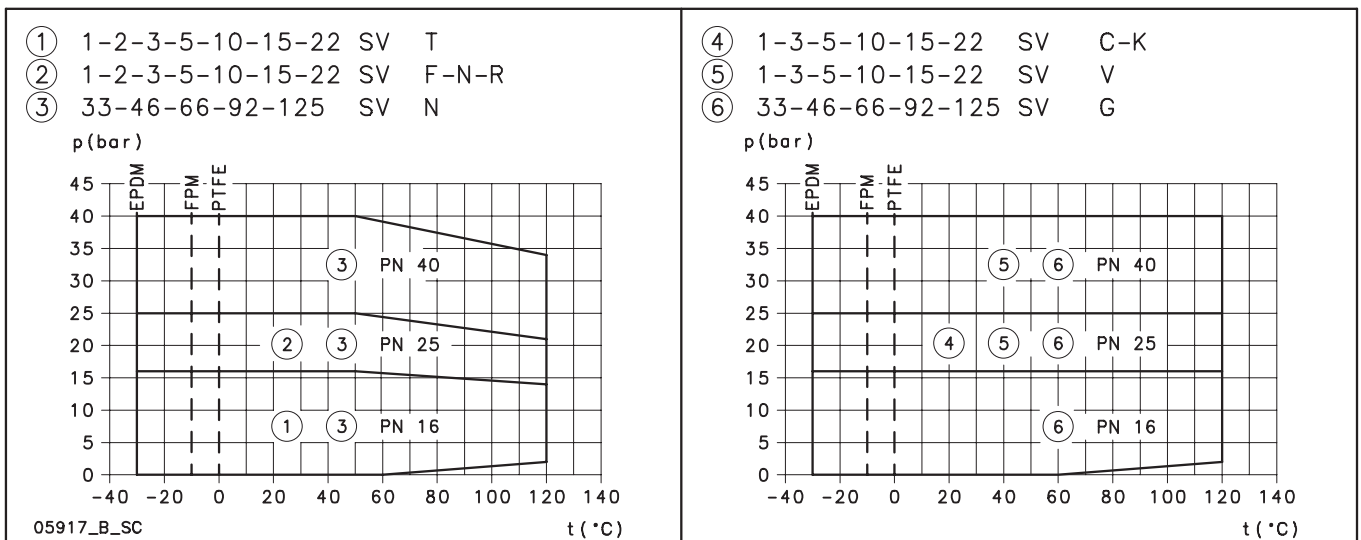 ① 1-2-3-5-10-15-22 SV T
② 1-2-3-5-10-15-22 SV F-N-R
③ 33-46-66-92-125 SV N
p(bar)
EPDM
FPM
PTFE
45
40
35
30
25
20
15
10
5
0
③ PN 40
② ③ PN 25
① ③ PN 16
-40 -20 0 20 40 60 80 100 120 140
05917_B_SC
t(°C)
④ 1-3-5-10-15-22 SV C-K
⑤ 1-3-5-10-15-22 SV V
⑥ 33-46-66-92-125 SV G
p(bar)
EPDM
FPM
PTFE
45
40
35
30
25
20
15
10
5
0
⑤ ⑥ PN 40
④ ⑤ ⑥ PN 25
⑥ PN 16
-40 -20 0 20 40 60 80 100 120 140
t(°C)